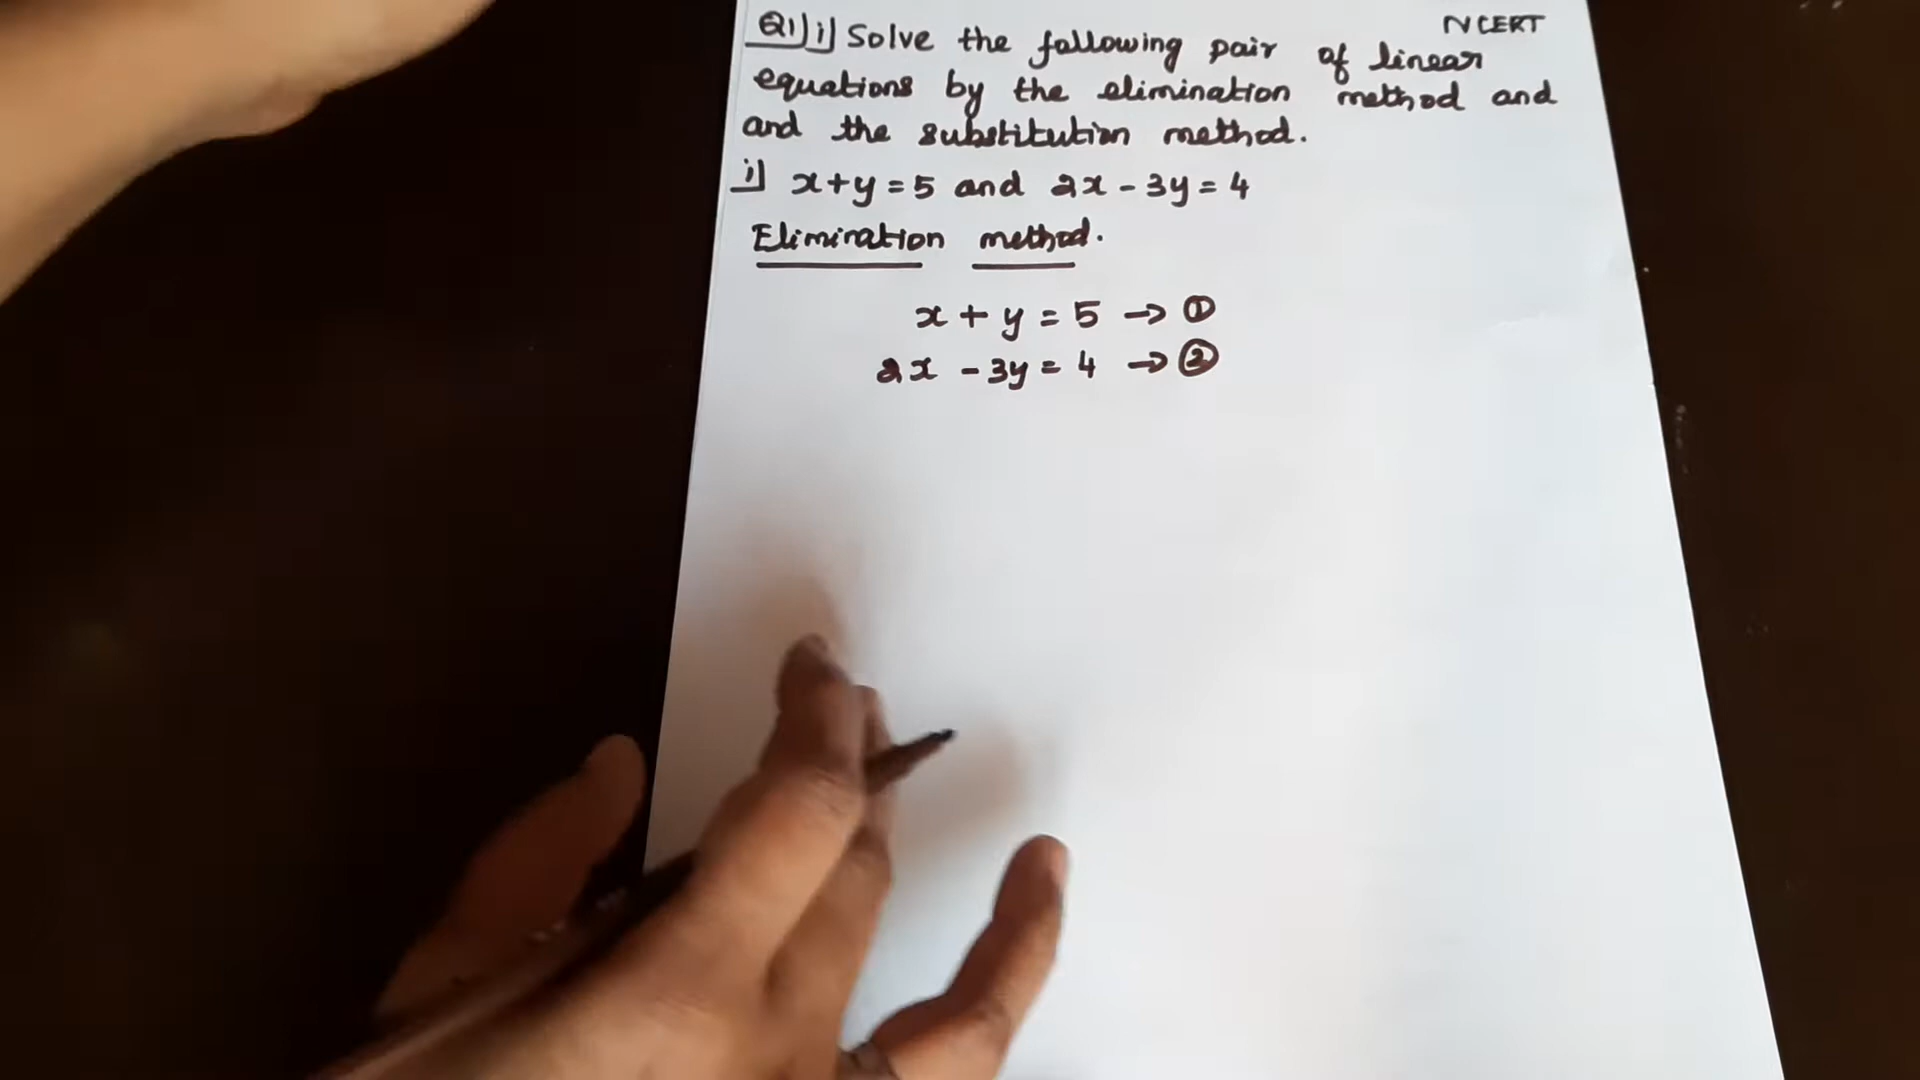 NCERT
Q1) i) Solve the following pair of linear
equations by the elimination method and
and the substitution method.
i) x+y=5 and 2x-3y=4
Elimination method.
x + y = 5 → ①
2x - 3y = 4 → ②